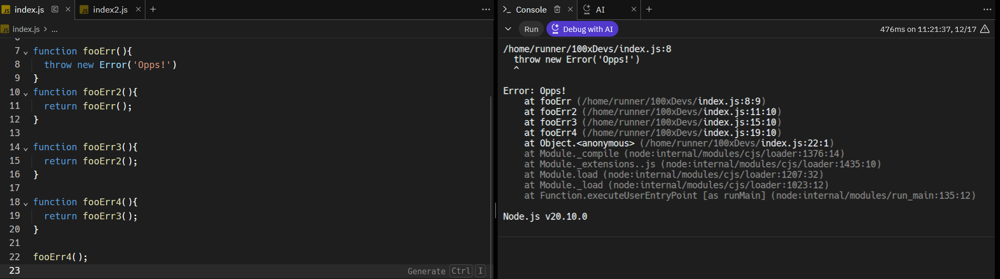 JS index.js
JS index2.js
JS index.js > ...
7 function fooErr(){
8 throw new Error('Opps!')
9 }
10 function fooErr2(){
11 return fooErr();
12 }
13
14 function fooErr3(){
15 return fooErr2();
16 }
17
18 function fooErr4(){
19 return fooErr3();
20 }
21
22 fooErr4();
23
Generate Ctrl I
Console
AI
Run
Debug with AI
476ms on 11:21:37, 12/17
/home/runner/100xDevs/index.js:8
throw new Error('Opps!')
^
Error: Opps!
at fooErr (/home/runner/100xDevs/index.js:8:9)
at fooErr2 (/home/runner/100xDevs/index.js:11:10)
at fooErr3 (/home/runner/100xDevs/index.js:15:10)
at fooErr4 (/home/runner/100xDevs/index.js:19:10)
at Object.<anonymous> (/home/runner/100xDevs/index.js:22:1)
at Module._compile (node:internal/modules/cjs/loader:1376:14)
at Module._extensions..js (node:internal/modules/cjs/loader:1435:10)
at Module.load (node:internal/modules/cjs/loader:1207:32)
at Module._load (node:internal/modules/cjs/loader:1023:12)
at Function.executeUserEntryPoint [as runMain] (node:internal/modules/run_main:135:12)
Node.js v20.10.0